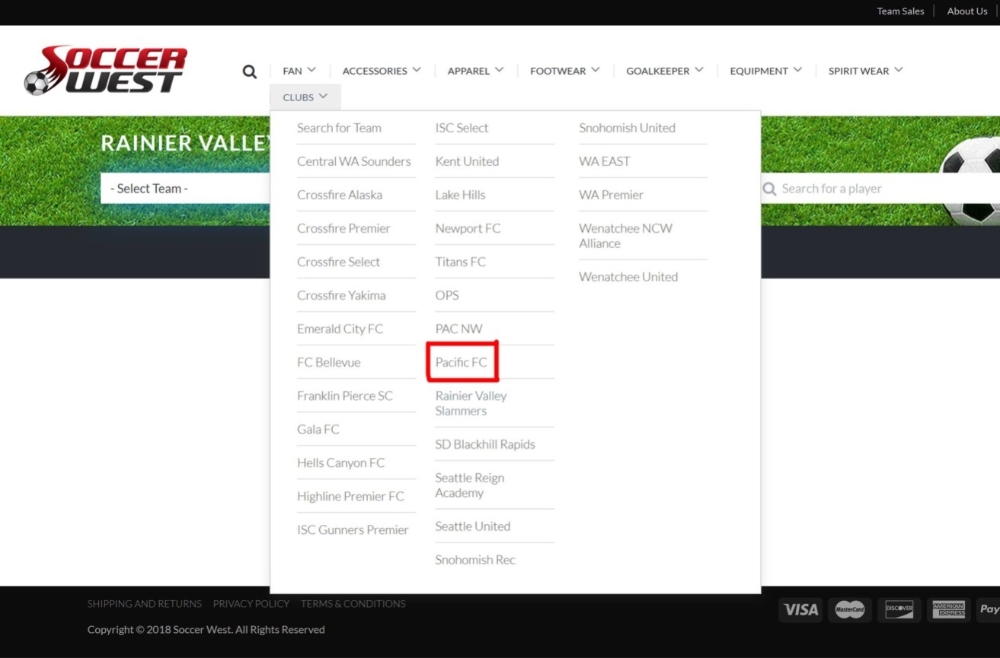 Team Sales
About Us
SOCCER
WEST
FAN
ACCESSORIES
APPAREL
FOOTWEAR
GOALKEEPER
EQUIPMENT
SPIRIT WEAR
CLUBS
RAINIER VALLE
- Select Team -
Search for a player
Search for Team
Central WA Sounders
Crossfire Alaska
Crossfire Premier
Crossfire Select
Crossfire Yakima
Emerald City FC
FC Bellevue
Franklin Pierce SC
Gala FC
Hells Canyon FC
Highline Premier FC
ISC Gunners Premier
ISC Select
Kent United
Lake Hills
Newport FC
Titans FC
OPS
PAC NW
Pacific FC
Rainier Valley
Slammers
SD Blackhill Rapids
Seattle Reign
Academy
Seattle United
Snohomish Rec
Snohomish United
WA EAST
WA Premier
Wenatchee NCW
Alliance
Wenatchee United
SHIPPING AND RETURNS
PRIVACY POLICY
TERMS & CONDITIONS
Copyright © 2018 Soccer West. All Rights Reserved
VISA
MasterCard
DISCOVER
AMERICAN
EXPRESS
Pay